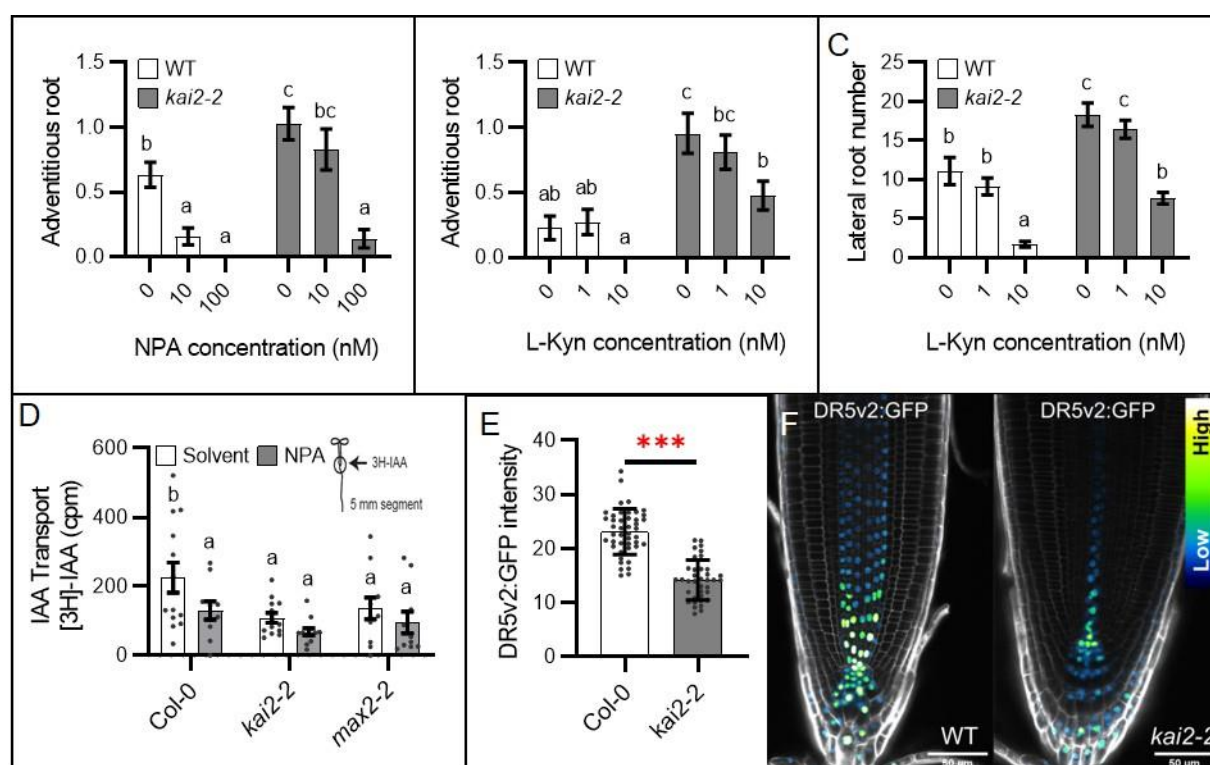 1.5
1.0
0.5
0.0
Adventitious root
WT
kai2-2
b
a
a
c
bc
a
0
10
100
0
10
100
NPA concentration (nM)
1.5
1.0
0.5
0.0
Adventitious root
WT
kai2-2
ab
ab
a
c
bc
b
0
1
10
0
1
10
L-Kyn concentration (nM)
C
25
20
15
10
5
0
Lateral root number
WT
kai2-2
b
b
a
c
c
b
0
1
10
0
1
10
L-Kyn concentration (nM)
D
600
400
200
0
IAA Transport
[3H]-IAA (cpm)
Solvent
NPA
3H-IAA
5 mm segment
b
a
a
a
a
a
Col-0
kai2-2
max2-2
E
40
30
20
10
0
DR5v2:GFP intensity
***
Col-0
kai2-2
F
DR5v2:GFP
DR5v2:GFP
High
Low
WT
50 µm
kai2-2
50 µm